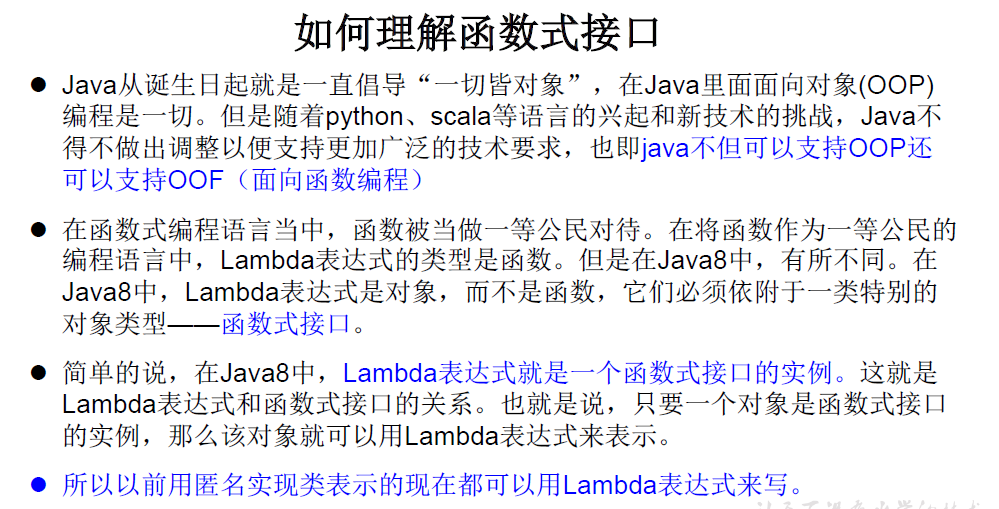 如何理解函数式接口
● Java从诞生日起就是一直倡导“一切皆对象”，在Java里面面向对象(OOP)
编程是一切。但是随着python、scala等语言的兴起和新技术的挑战，Java不
得不做出调整以便支持更加广泛的技术要求，也即java不但可以支持OOP还
可以支持OOF（面向函数编程）
● 在函数式编程语言当中，函数被当做一等公民对待。在将函数作为一等公民的
编程语言中，Lambda表达式的类型是函数。但是在Java8中，有所不同。在
Java8中，Lambda表达式是对象，而不是函数，它们必须依附于一类特别的
对象类型——函数式接口。
● 简单的说，在Java8中，Lambda表达式就是一个函数式接口的实例。这就是
Lambda表达式和函数式接口的关系。也就是说，只要一个对象是函数式接口
的实例，那么该对象就可以用Lambda表达式来表示。
● 所以以前用匿名实现类表示的现在都可以用Lambda表达式来写。